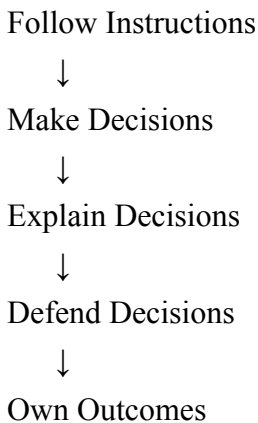 Follow Instructions
↓
Make Decisions
↓
Explain Decisions
↓
Defend Decisions
↓
Own Outcomes